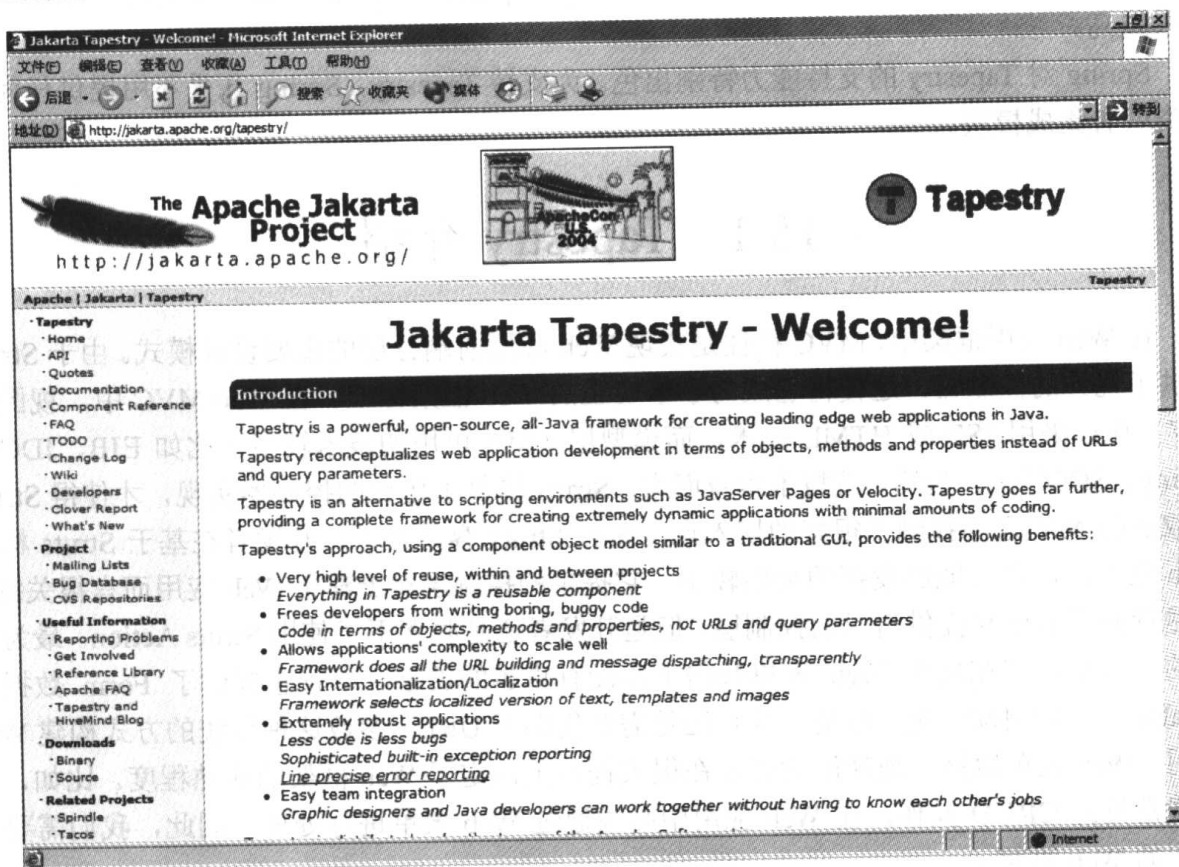 Jakarta Tapestry - Welcome! - Microsoft Internet Explorer
文件(F) 编辑(E) 查看(V) 收藏(A) 工具(T) 帮助(H)
后退 搜索 收藏夹 媒体
地址(D) http://jakarta.apache.org/tapestry/ 转到
The Apache Jakarta
Project
http://jakarta.apache.org/
ApacheCon
U.S.
2004
T Tapestry
Apache | Jakarta | Tapestry
Tapestry
Tapestry
Home
API
Quotes
Documentation
Component Reference
FAQ
TODO
Change Log
Wiki
Developers
Clover Report
What's New
Project
Mailing Lists
Bug Database
CVS Repositories
Useful Information
Reporting Problems
Get Involved
Reference Library
Apache FAQ
Tapestry and
HiveMind Blog
Downloads
Binary
Source
Related Projects
Spindle
Tacos
Jakarta Tapestry - Welcome!
Introduction
Tapestry is a powerful, open-source, all-Java framework for creating leading edge web applications in Java.
Tapestry reconceptualizes web application development in terms of objects, methods and properties instead of URLs
and query parameters.
Tapestry is an alternative to scripting environments such as JavaServer Pages or Velocity. Tapestry goes far further,
providing a complete framework for creating extremely dynamic applications with minimal amounts of coding.
Tapestry's approach, using a component object model similar to a traditional GUI, provides the following benefits:
Very high level of reuse, within and between projects
Everything in Tapestry is a reusable component
Frees developers from writing boring, buggy code
Code in terms of objects, methods and properties, not URLs and query parameters
Allows applications' complexity to scale well
Framework does all the URL building and message dispatching, transparently
Easy Internationalization/Localization
Framework selects localized version of text, templates and images
Extremely robust applications
Less code is less bugs
Sophisticated built-in exception reporting
Line precise error reporting
Easy team integration
Graphic designers and Java developers can work together without having to know each other's jobs
Internet